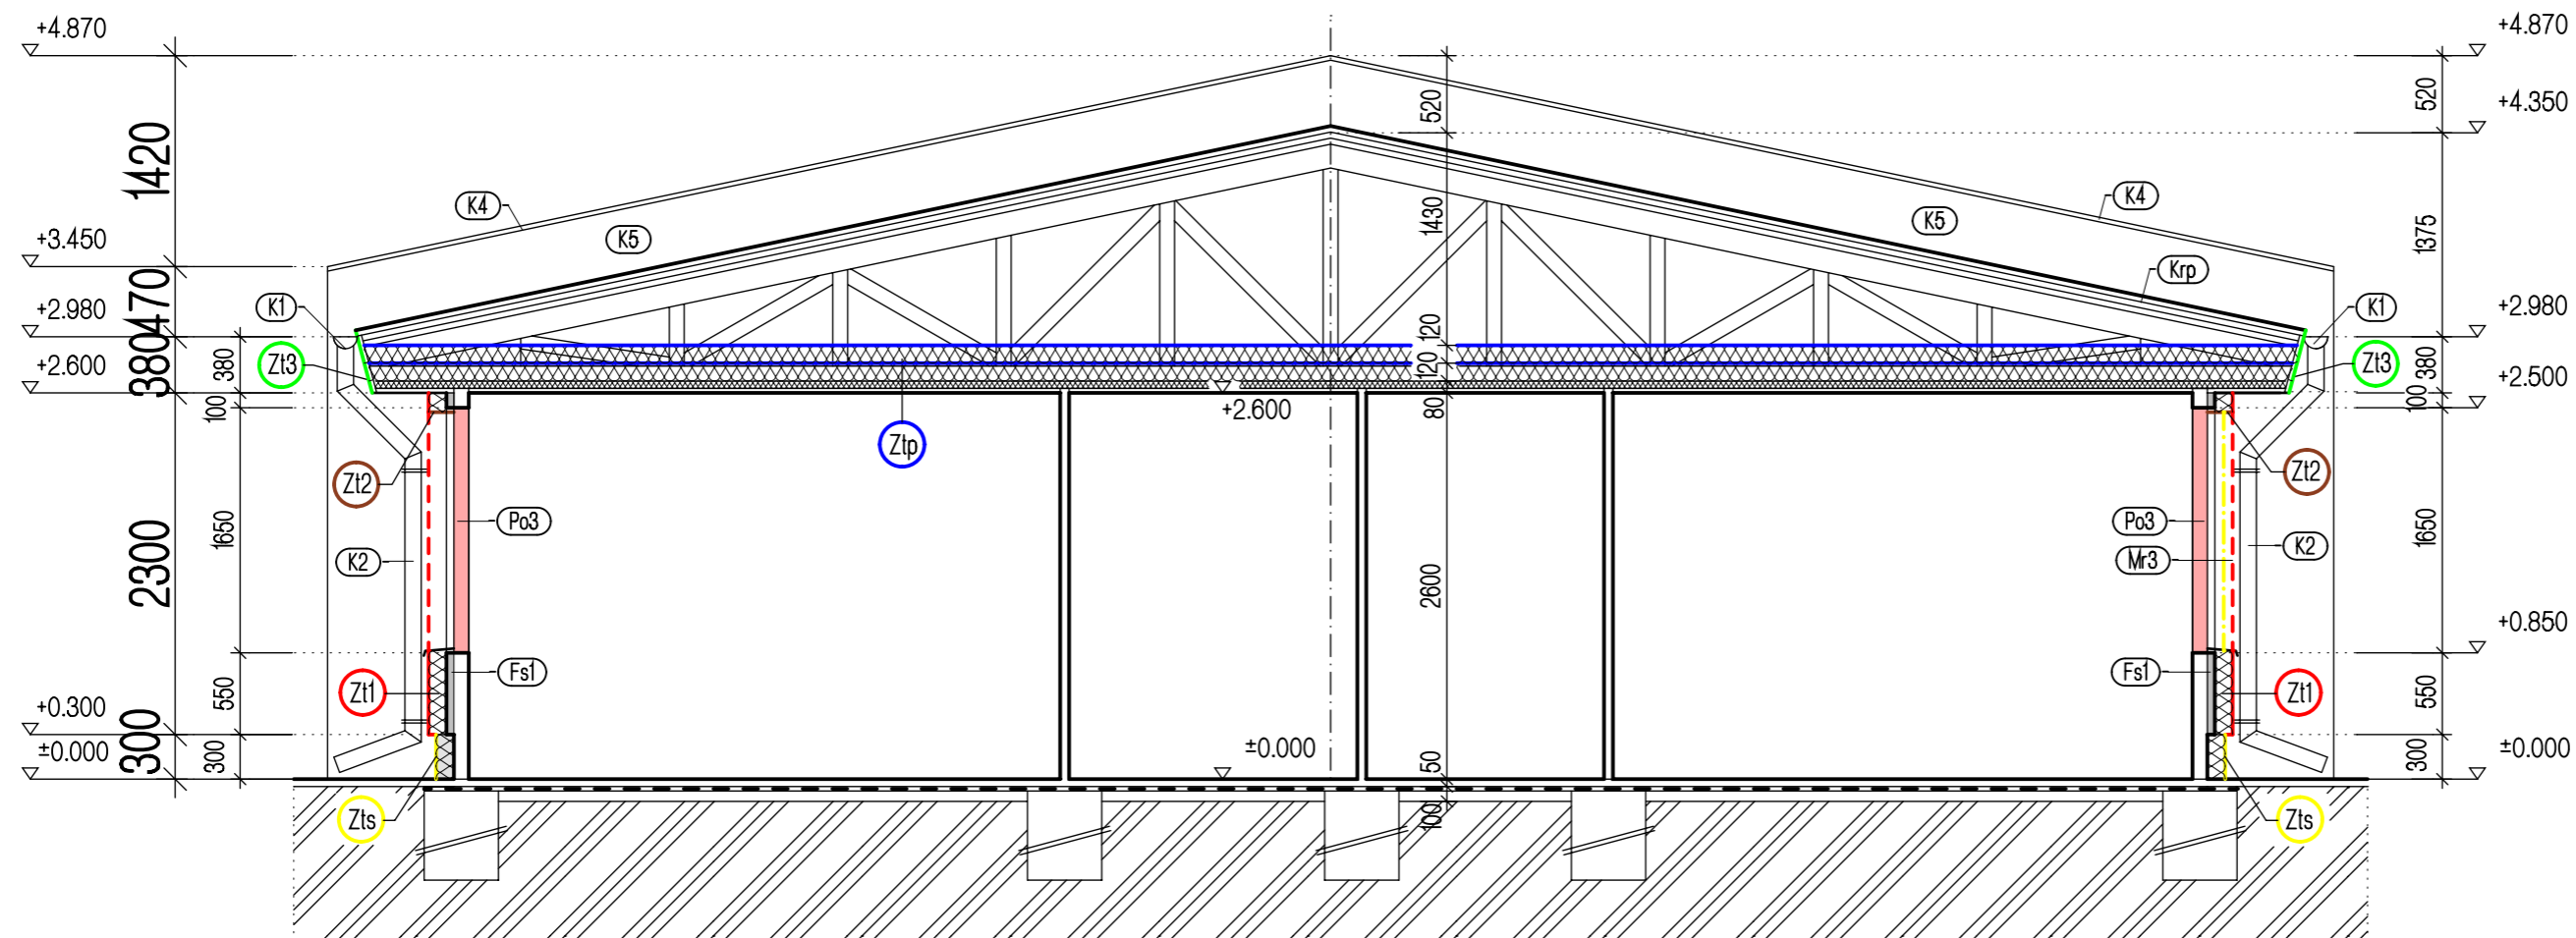 +4.870
+4.870
520
520
+4.350
1420
K4
K4
1430
1375
K5
K5
+3.450
Krp
470
K1
K1
+2.980
+2.980
120
380
380
Zt3
Zt3
380
+2.600
120
+2.500
100
+2.600
80
100
Ztp
Zt2
Zt2
1650
Po3
Po3
1650
2300
K2
Mr3
K2
2600
+0.850
Fs1
Fs1
Zt1
Zt1
550
550
+0.300
300
±0.000
300
±0.000
50
300
±0.000
Zts
100
Zts